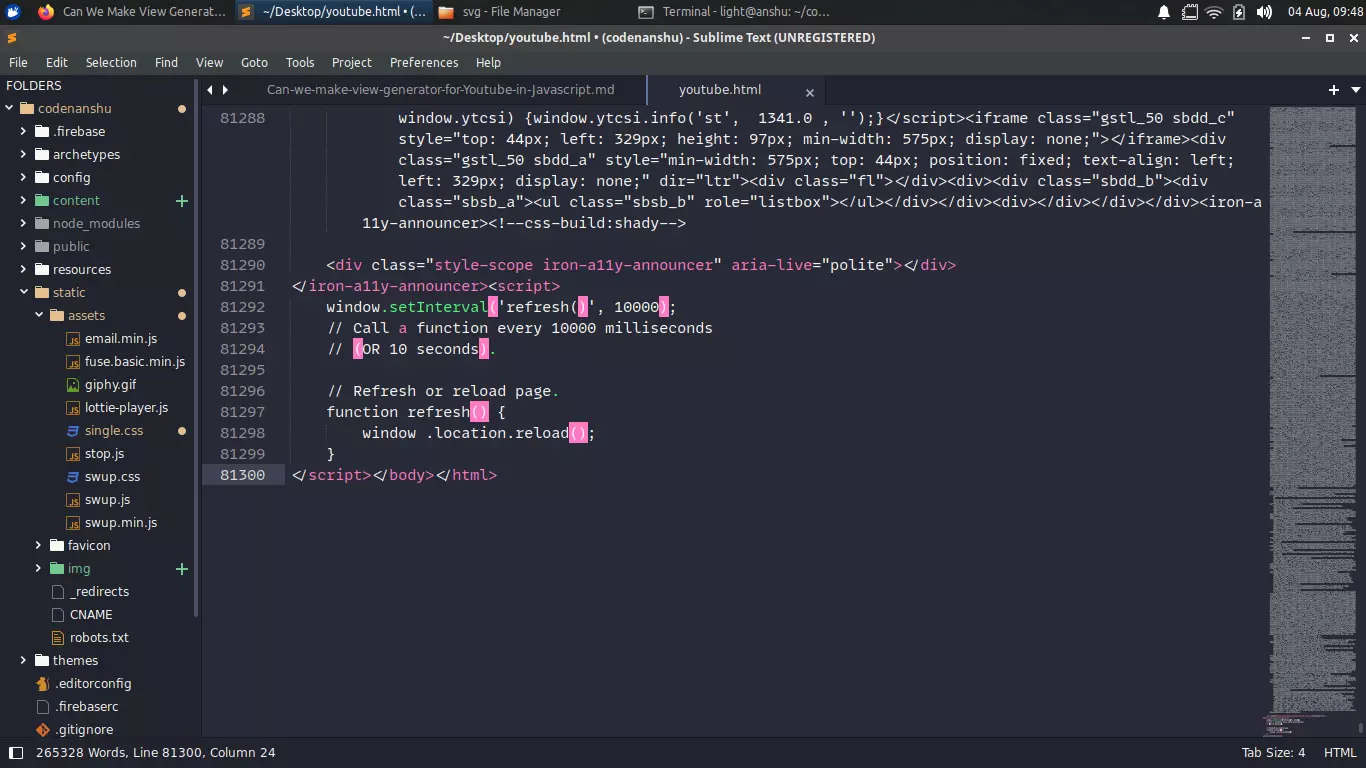 Can We Make View Generat...
~/Desktop/youtube.html • (...
svg - File Manager
Terminal - light@anshu: ~/co...
04 Aug, 09:48
~/Desktop/youtube.html • (codenanshu) - Sublime Text (UNREGISTERED)
File Edit Selection Find View Goto Tools Project Preferences Help
FOLDERS
codenanshu
.firebase
archetypes
config
content
node_modules
public
resources
static
assets
email.min.js
fuse.basic.min.js
giphy.gif
lottie-player.js
single.css
stop.js
swup.css
swup.js
swup.min.js
favicon
img
_redirects
CNAME
robots.txt
themes
.editorconfig
.firebaserc
.gitignore
Can-we-make-view-generator-for-Youtube-in-Javascript.md
youtube.html
81288 window.ytcsi) {window.ytcsi.info('st',  1341.0 , '');}</script><iframe class="gstl_50 sbdd_c"
style="top: 44px; left: 329px; height: 97px; min-width: 575px; display: none;"></iframe><div
class="gstl_50 sbdd_a" style="min-width: 575px; top: 44px; position: fixed; text-align: left;
left: 329px; display: none;" dir="ltr"><div class="fl"></div><div><div class="sbdd_b"><div
class="sbsb_a"><ul class="sbsb_b" role="listbox"></ul></div></div><div></div></div></div><iron-a
11y-announcer><!--css-build:shady-->
81289
81290 <div class="style-scope iron-a11y-announcer" aria-live="polite"></div>
81291 </iron-a11y-announcer><script>
81292 window.setInterval('refresh()', 10000);
81293 // Call a function every 10000 milliseconds
81294 // (OR 10 seconds).
81295
81296 // Refresh or reload page.
81297 function refresh() {
81298 window .location.reload();
81299 }
81300 </script></body></html>
265328 Words, Line 81300, Column 24
Tab Size: 4
HTML